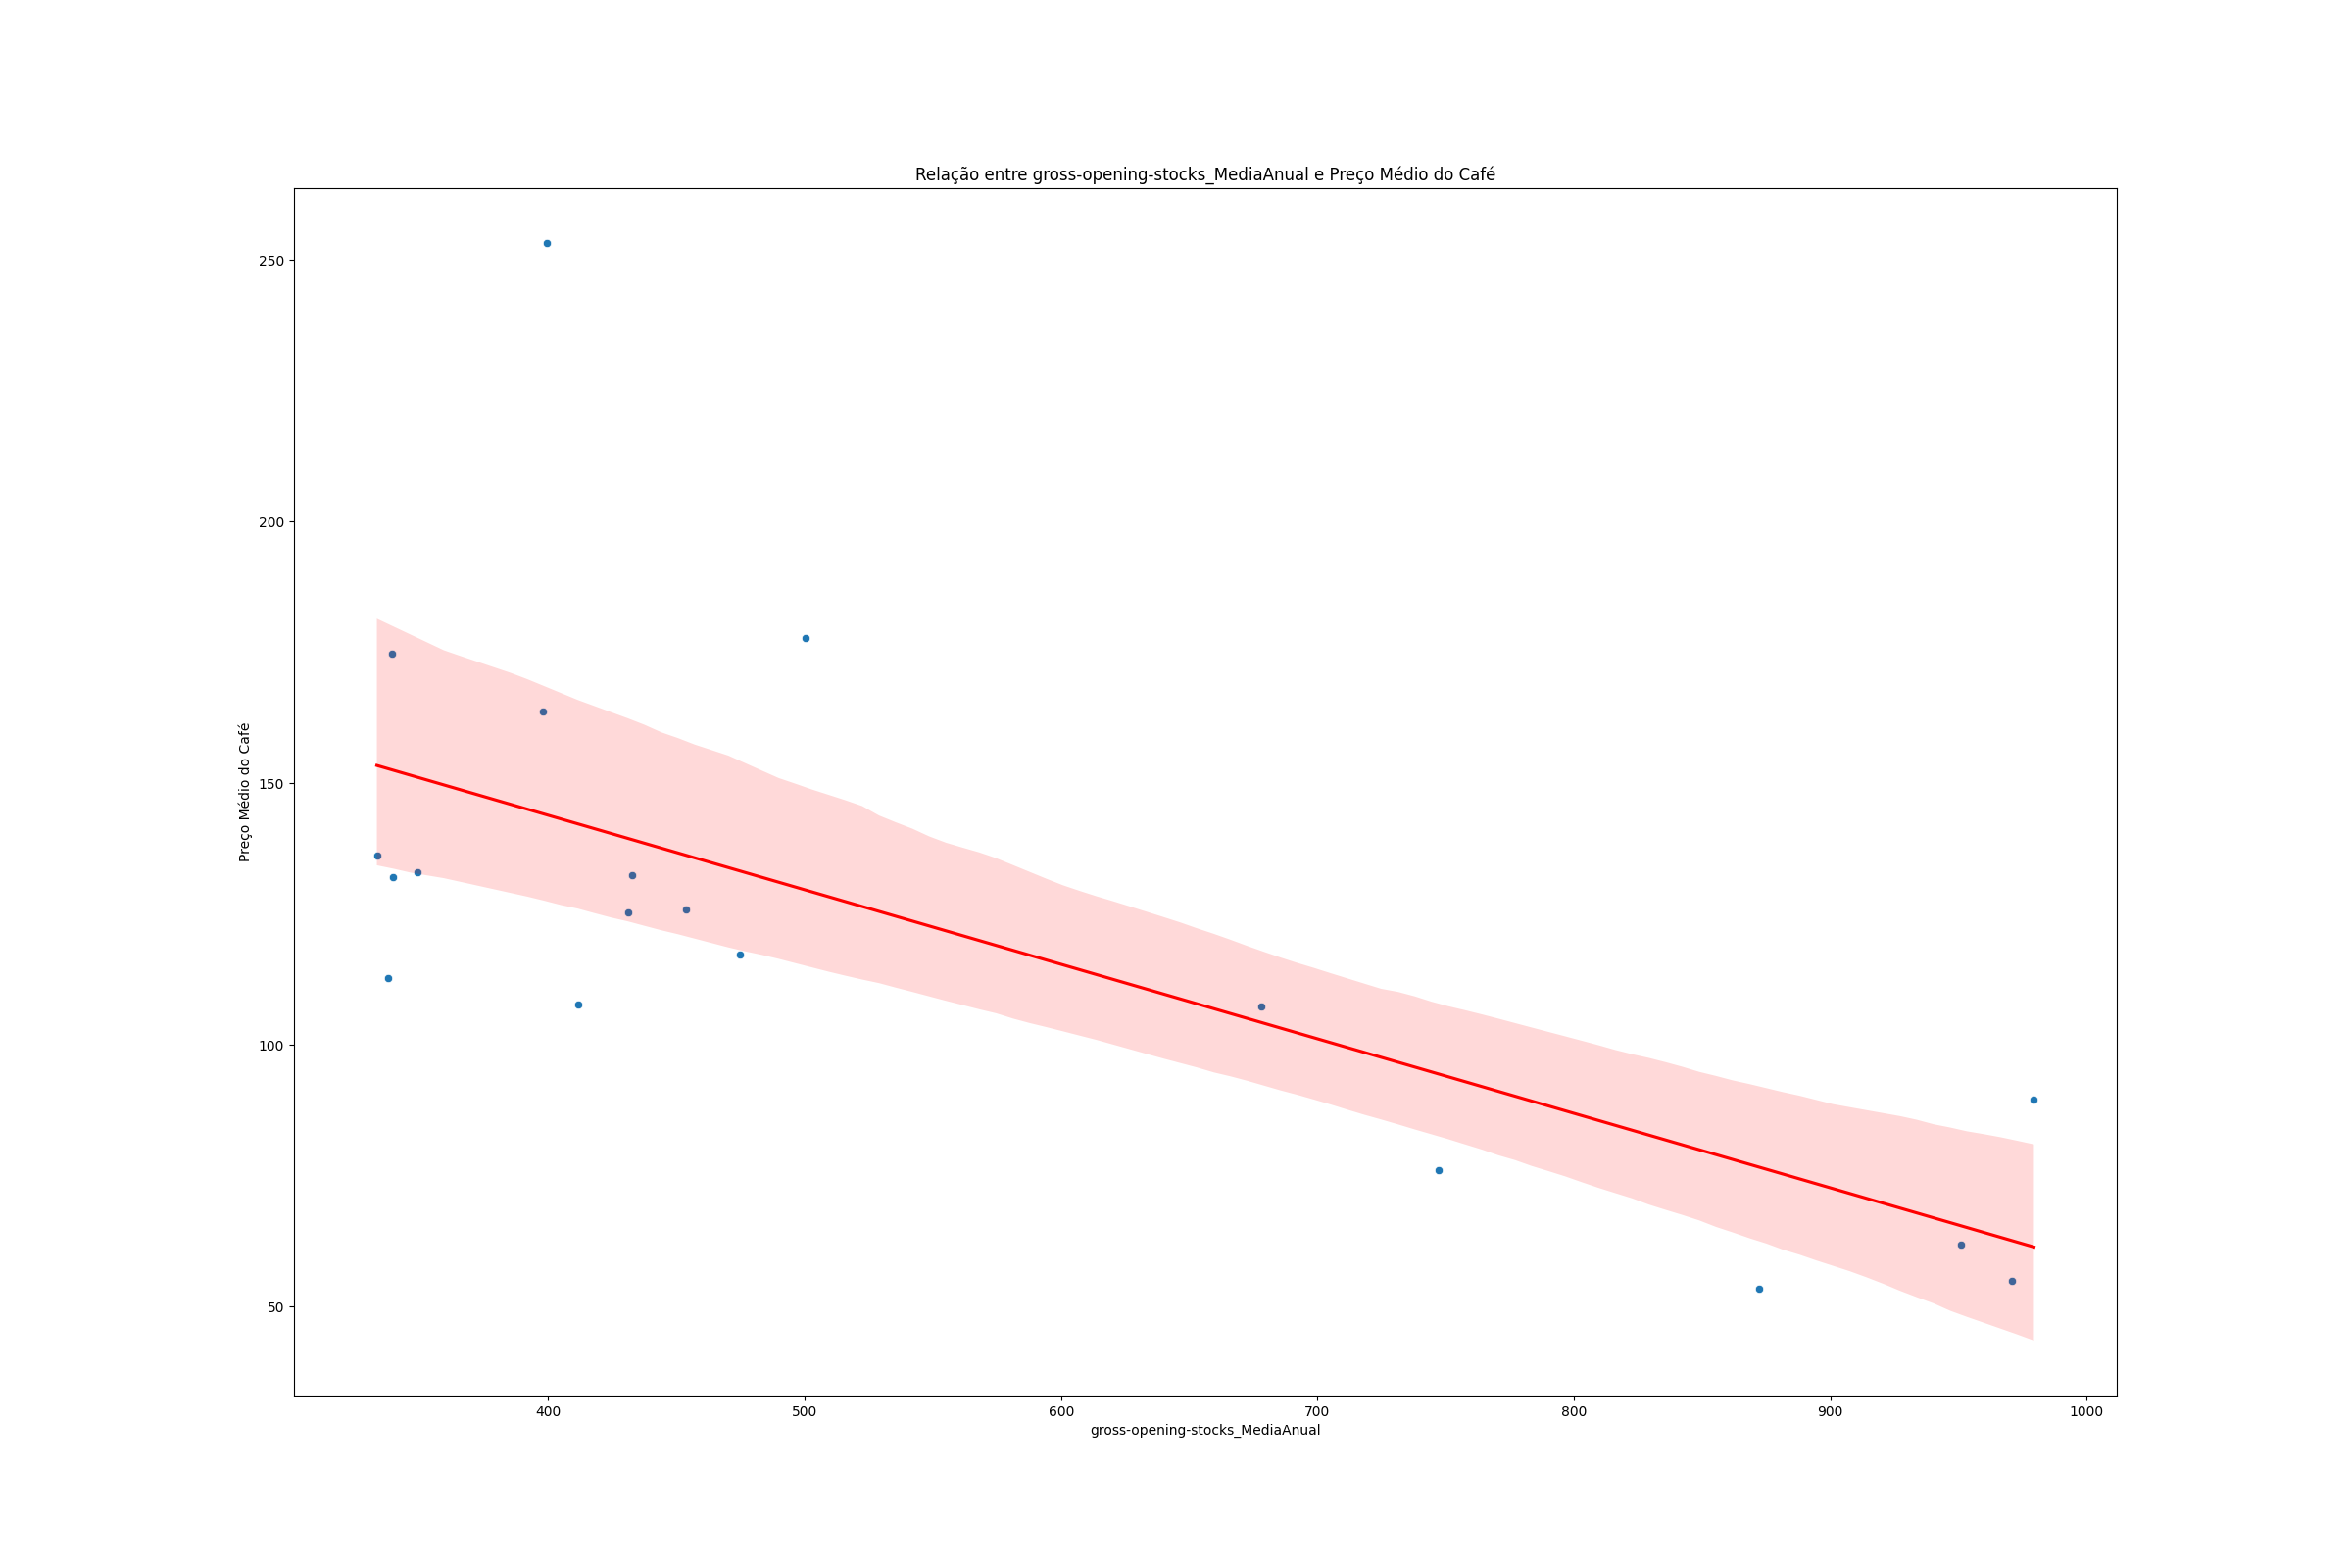 Relação entre gross-opening-stocks_MediaAnual e Preço Médio do Café
Preço Médio do Café
250
200
150
100
50
400 500 600 700 800 900 1000
gross-opening-stocks_MediaAnual